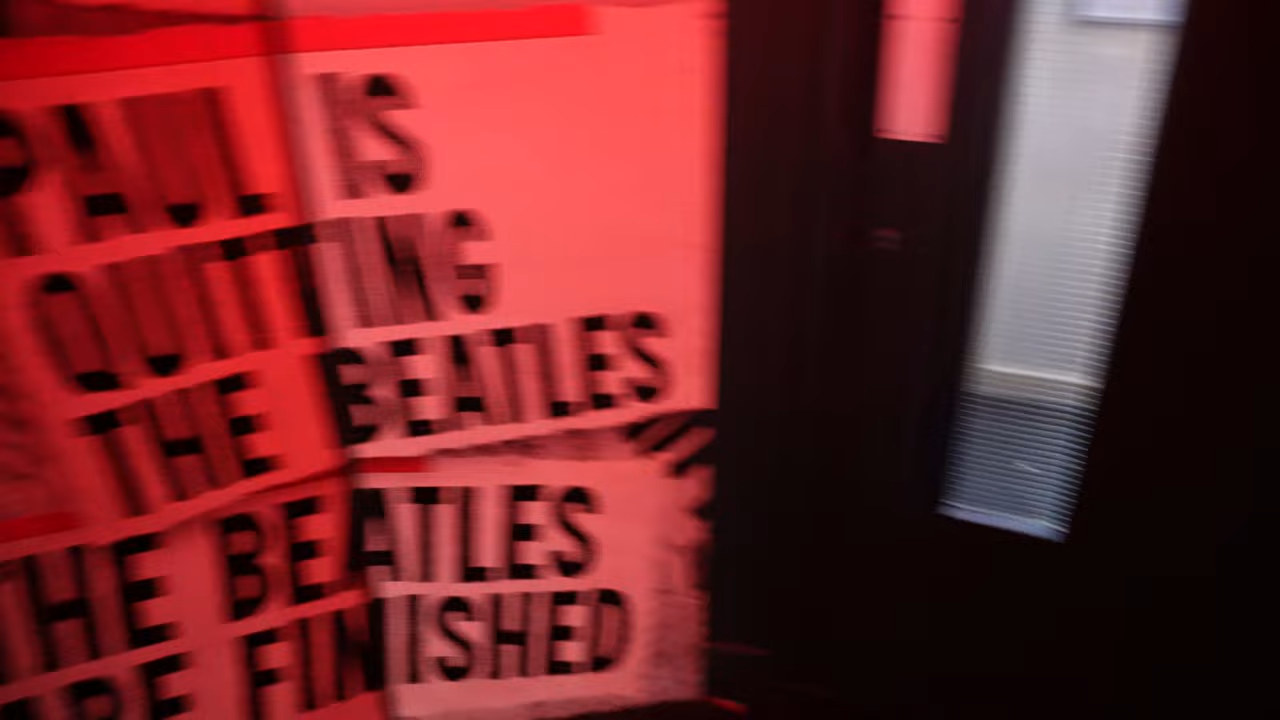 PAUL IS
QUITTING
THE BEATLES
THE BEATLES
ARE FINISHED